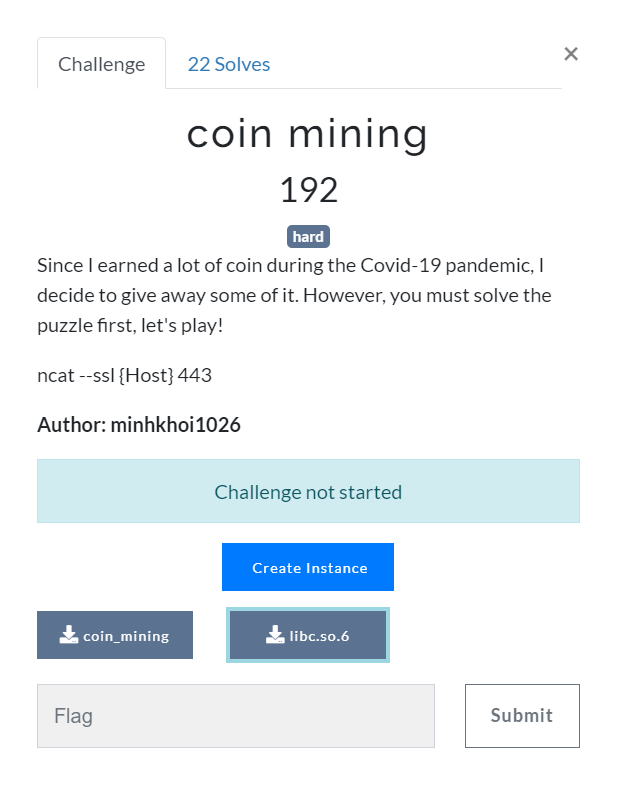 Challenge
22 Solves
×
coin mining
192
hard
Since I earned a lot of coin during the Covid-19 pandemic, I
decide to give away some of it. However, you must solve the
puzzle first, let's play!
ncat --ssl {Host} 443
Author: minhkhoi1026
Challenge not started
Create Instance
coin_mining
libc.so.6
Flag
Submit